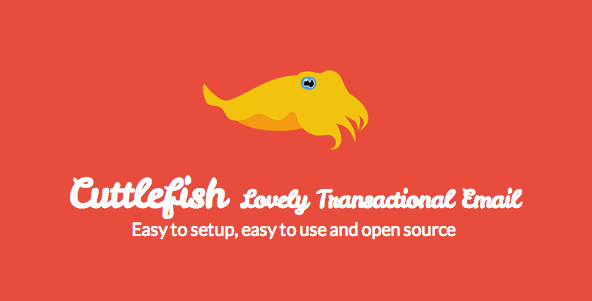 Cuttlefish Lovely Transactional Email
Easy to setup, easy to use and open source